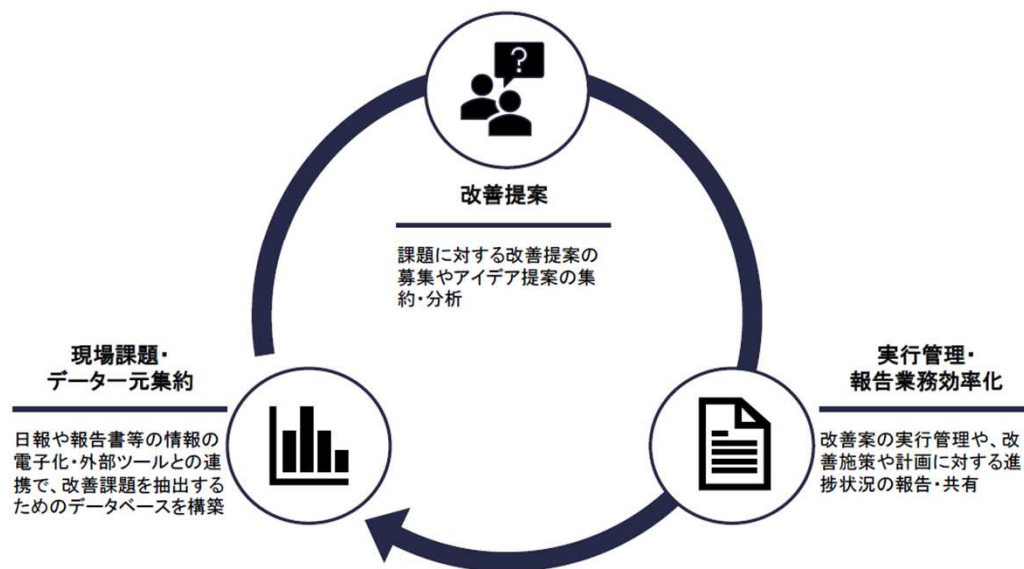 ?
改善提案
課題に対する改善提案の
募集やアイデア提案の集
約・分析
現場課題・
データ一元集約
日報や報告書等の情報の
電子化・外部ツールとの連
携で、改善課題を抽出する
ためのデータベースを構築
実行管理・
報告業務効率化
改善案の実行管理や、改
善施策や計画に対する進
捗状況の報告・共有